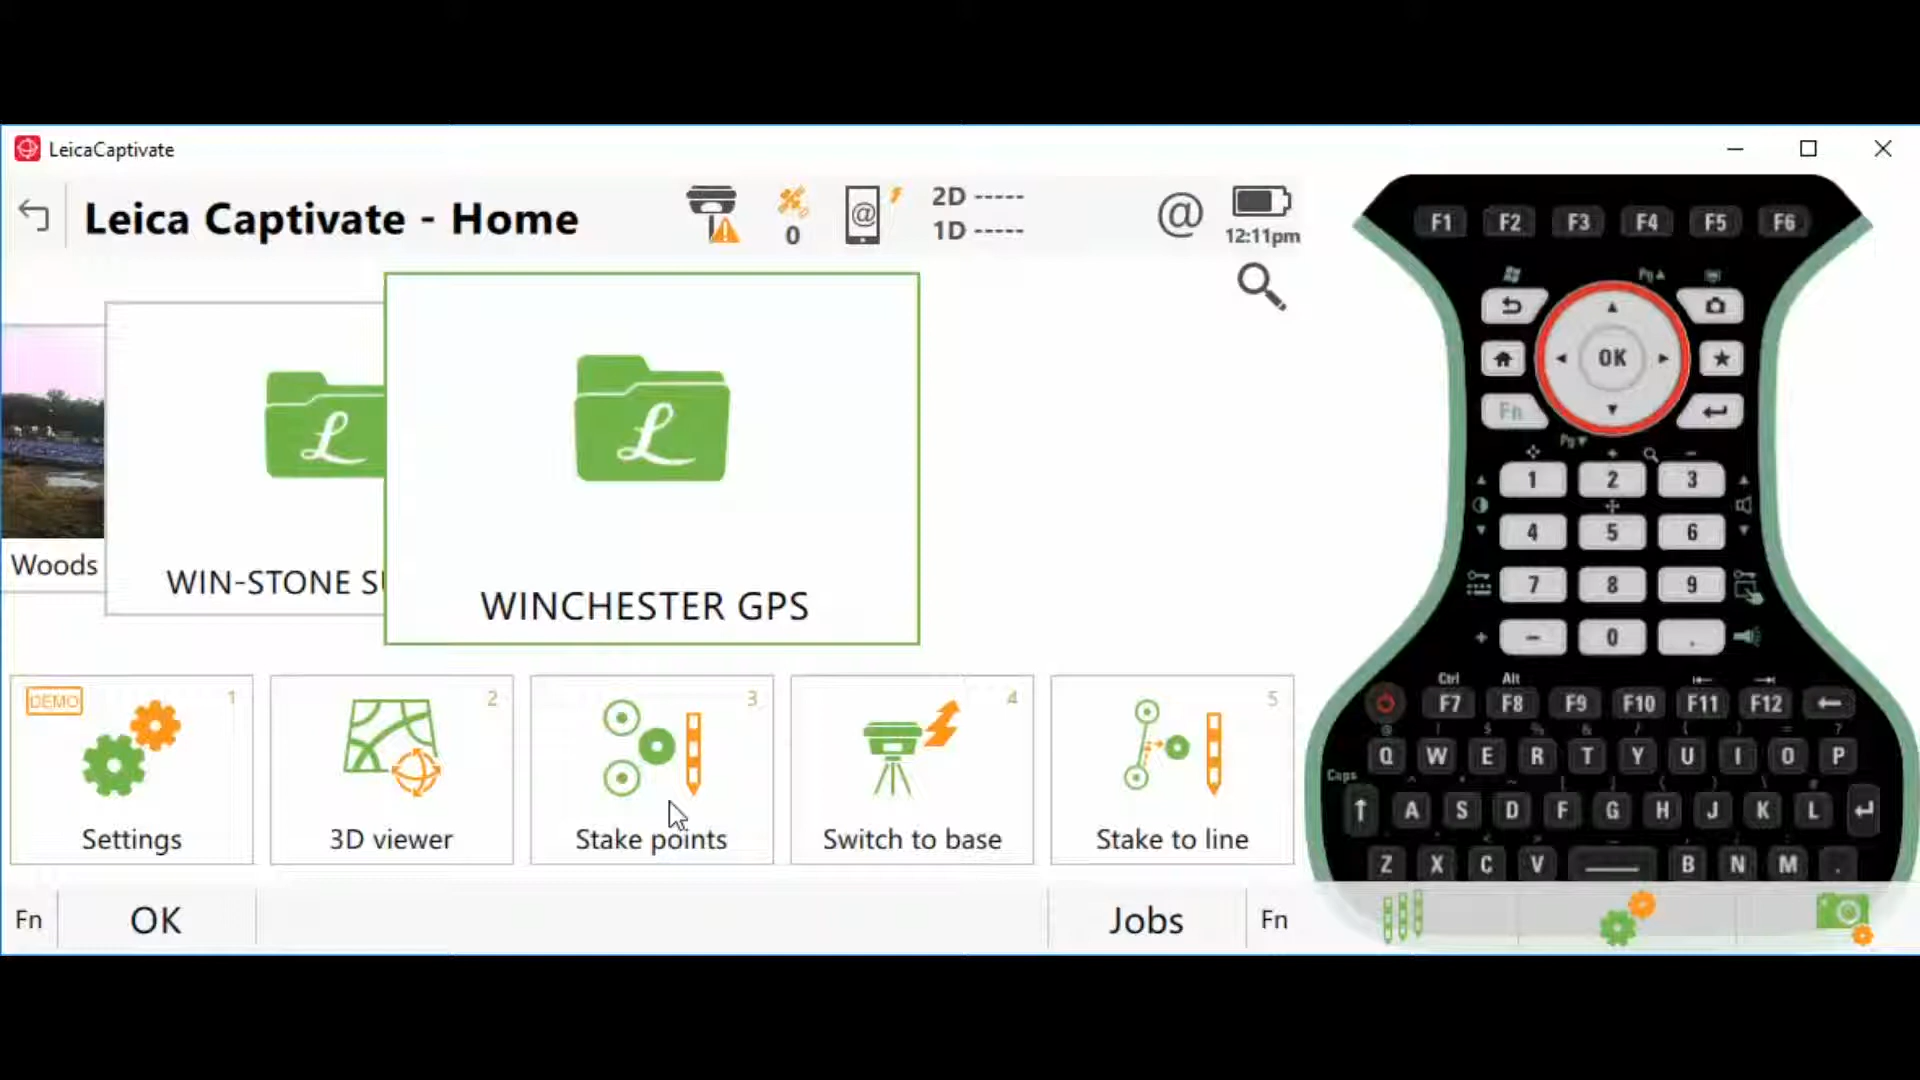 LeicaCaptivate
Leica Captivate - Home
0
@
2D -----
1D -----
@
12:11pm
Woods
WIN-STONE SU
L
L
WINCHESTER GPS
DEMO
1
Settings
2
3D viewer
3
Stake points
4
Switch to base
5
Stake to line
Fn
OK
Jobs
Fn
F1 F2 F3 F4 F5 F6
Pg
OK
Fn
Pg
1 2 3
4 5 6
7 8 9
+ - 0 .
Ctrl Alt
F7 F8 F9 F10 F11 F12
Q W E R T Y U I O P
Caps
A S D F G H J K L
Z X C V B N M .